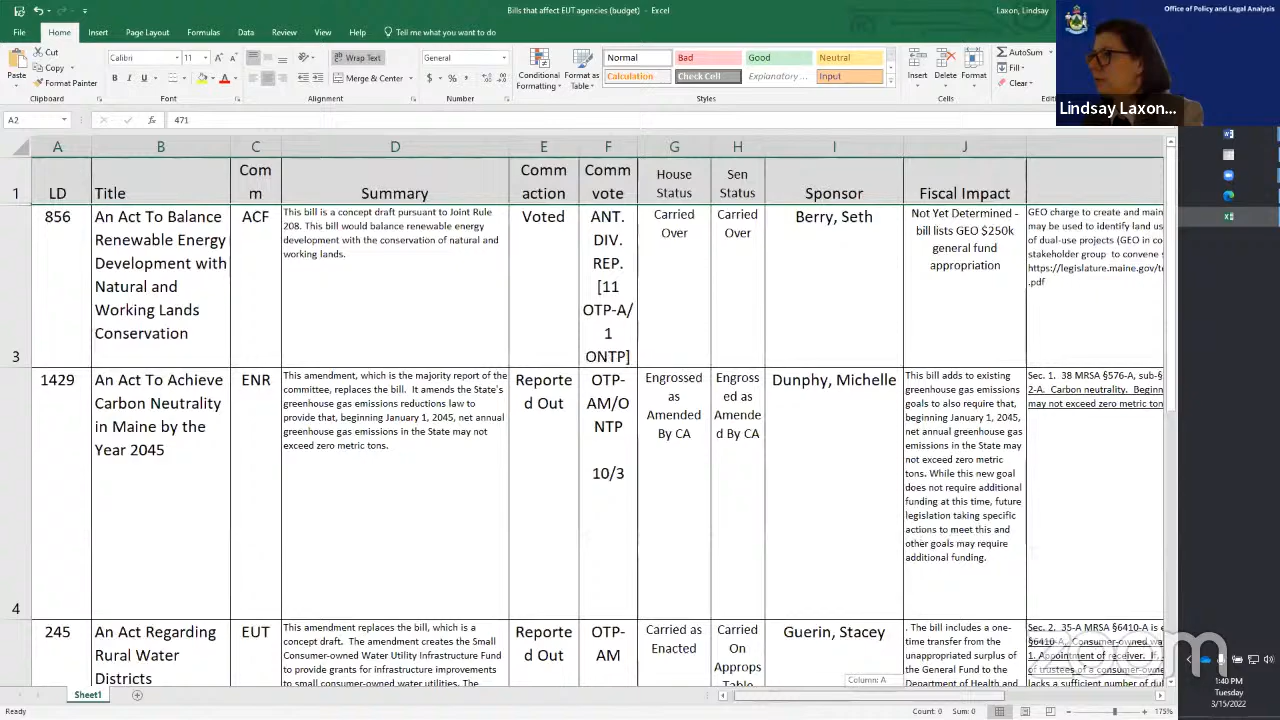 Bills that affect EUT agencies (budget) - Excel
Laxon, Lindsay
Office of Policy and Legal Analysis
File Home Insert Page Layout Formulas Data Review View Help Tell me what you want to do
Cut
Copy
Paste
Format Painter
Clipboard
Calibri 11
Font
Wrap Text
Merge & Center
Alignment
General
Number
Conditional Formatting
Format as Table
Normal Bad Good Neutral
Calculation Check Cell Explanatory ... Input
Styles
Insert Delete Format
Cells
AutoSum
Fill
Clear
Lindsay Laxon...
A2 471
A B C D E F G H I J
1 LD Title Comm Summary Comm action Comm vote House Status Sen Status Sponsor Fiscal Impact
856
An Act To Balance
Renewable Energy
Development with
Natural and
Working Lands
Conservation
ACF
This bill is a concept draft pursuant to Joint Rule
208. This bill would balance renewable energy
development with the conservation of natural and
working lands.
Voted
ANT.
DIV.
REP.
[11
OTP-A/
1
ONTP]
Carried
Over
Carried
Over
Berry, Seth
Not Yet Determined -
bill lists GEO $250k
general fund
appropriation
GEO charge to create and main
may be used to identify land us
of dual-use projects (GEO in co
stakeholder group to convene s
https://legislature.maine.gov/te
.pdf
3
1429
An Act To Achieve
Carbon Neutrality
in Maine by the
Year 2045
ENR
This amendment, which is the majority report of the
committee, replaces the bill. It amends the State's
greenhouse gas emissions reductions law to
provide that, beginning January 1, 2045, net annual
greenhouse gas emissions in the State may not
exceed zero metric tons.
Reporte
d Out
OTP-
AM/O
NTP
10/3
Engrossed
as
Amended
By CA
Engross
ed as
Amende
d By CA
Dunphy, Michelle
This bill adds to existing
greenhouse gas emissions
goals to also require that,
beginning January 1, 2045,
net annual greenhouse gas
emissions in the State may
not exceed zero metric
tons. While this new goal
does not require additional
funding at this time, future
legislation taking specific
actions to meet this and
other goals may require
additional funding.
Sec. 1. 38 MRSA §576-A, sub-§
2-A. Carbon neutrality. Beginn
may not exceed zero metric ton
4
245
An Act Regarding
Rural Water
Districts
EUT
This amendment replaces the bill, which is a
concept draft. The amendment creates the Small
Consumer-owned Water Utility Infrastructure Fund
to provide grants for infrastructure improvements
to small consumer-owned water utilities. The
Reporte
d Out
OTP-
AM
Carried as
Enacted
Carried
On
Approps
Table
Guerin, Stacey
. The bill includes a one-
time transfer from the
unappropriated surplus of
the General Fund to the
Department of Health and
Sec. 2. 35-A MRSA §6410-A is e
§6410-A. Consumer-owned wa
1. Appointment of receiver. If
of trustees of a consumer-ow
lacks a sufficient number of du
Column: A
Sheet1
Ready
Count: 0 Sum: 0
175%
zoom
1:40 PM
Tuesday
3/15/2022